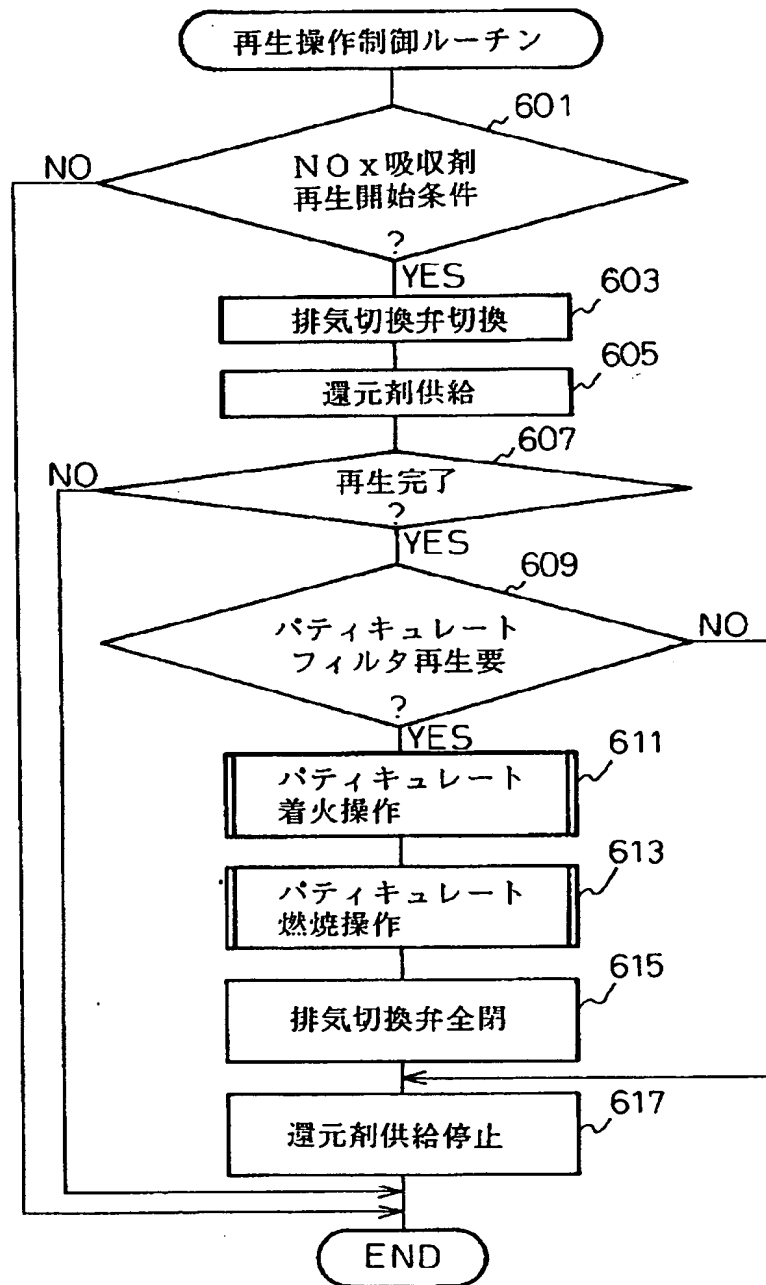 再生操作制御ルーチン
601
NO
NOx吸収剤
再生開始条件
?
YES
603
排気切換弁切換
605
還元剤供給
607
NO
再生完了
?
YES
609
パティキュレート
フィルタ再生要
NO
?
YES
611
パティキュレート
着火操作
613
パティキュレート
燃焼操作
615
排気切換弁全閉
617
還元剤供給停止
END